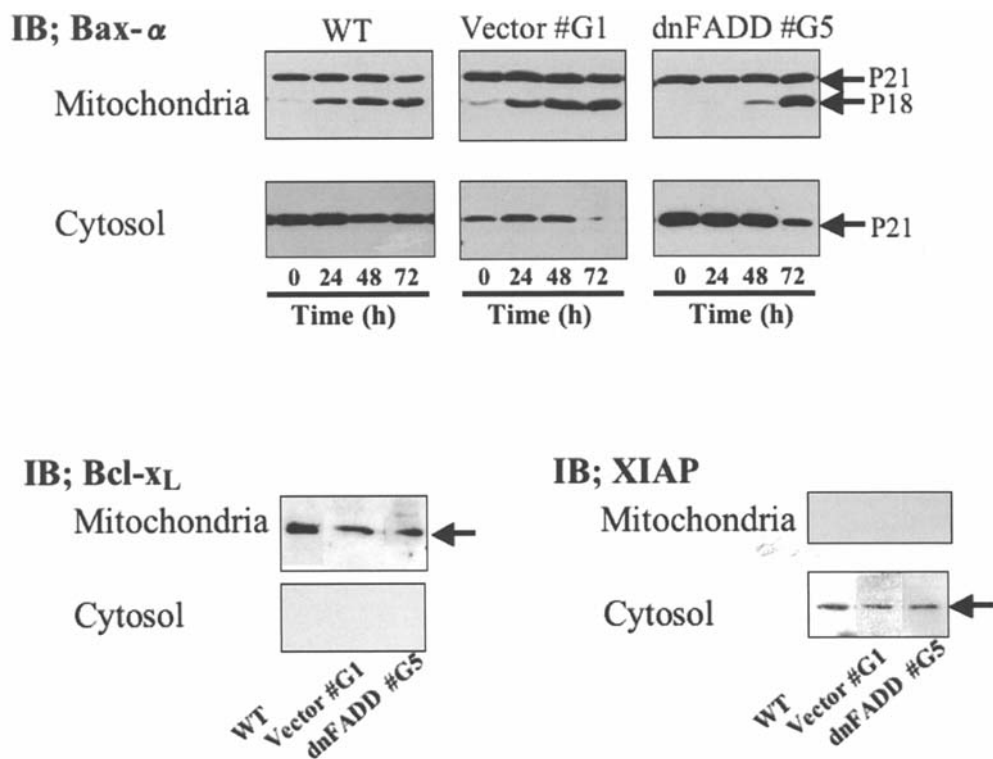 IB; Bax-α
WT
Vector #G1
dnFADD #G5
Mitochondria
P21
P18
Cytosol
P21
0 24 48 72
0 24 48 72
0 24 48 72
Time (h)
Time (h)
Time (h)
IB; Bcl-xL
Mitochondria
Cytosol
WT
Vector #G1
dnFADD #G5
IB; XIAP
Mitochondria
Cytosol
WT
Vector #G1
dnFADD #G5